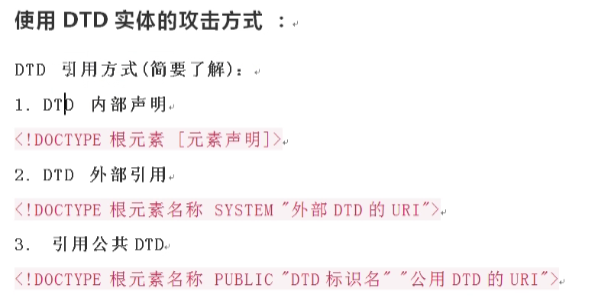 使用 DTD 实体的攻击方式 ：
DTD 引用方式(简要了解)：
1. DTD 内部声明
<!DOCTYPE 根元素 [元素声明]>
2. DTD 外部引用
<!DOCTYPE 根元素名称 SYSTEM "外部 DTD 的 URI">
3. 引用公共 DTD
<!DOCTYPE 根元素名称 PUBLIC "DTD 标识名" "公用 DTD 的 URI">